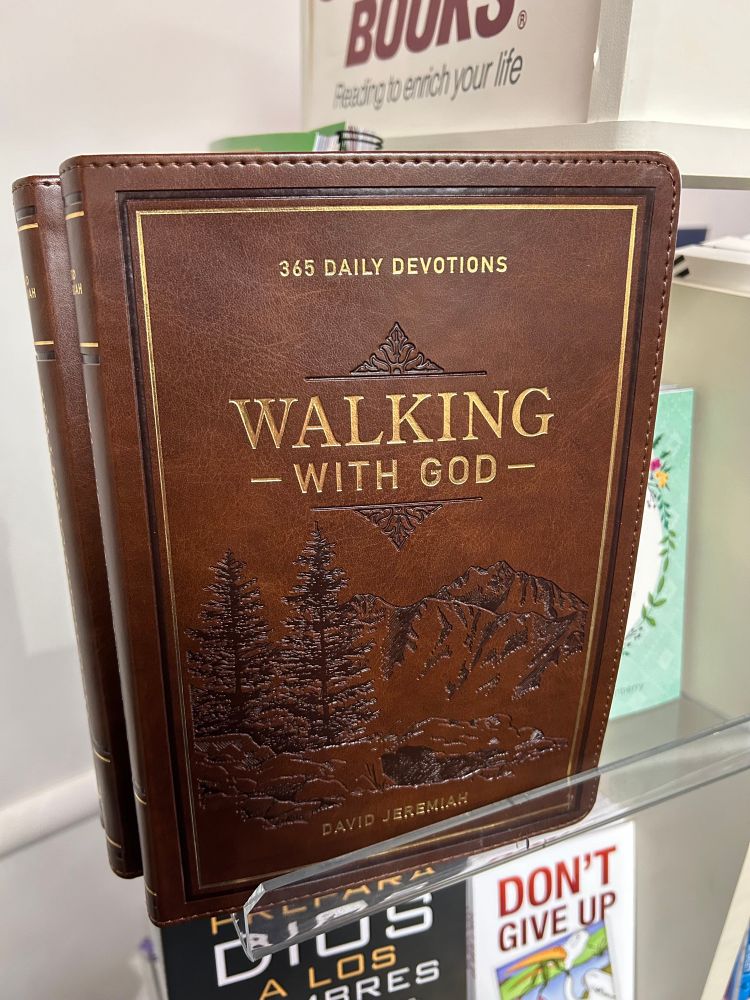 BOOKS®
Reading to enrich your life
365 DAILY DEVOTIONS
WALKING
WITH GOD
DAVID JEREMIAH
DIOS
A LOS
DON'T
GIVE UP